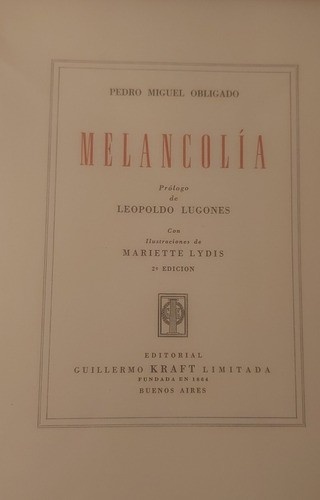 PEDRO MIGUEL OBLIGADO
MELANCOLÍA
Prólogo
de
LEOPOLDO LUGONES
Con
Ilustraciones de
MARIETTE LYDIS
2ª EDICION
EDITORIAL
GUILLERMO KRAFT LIMITADA
FUNDADA EN 1864
BUENOS AIRES